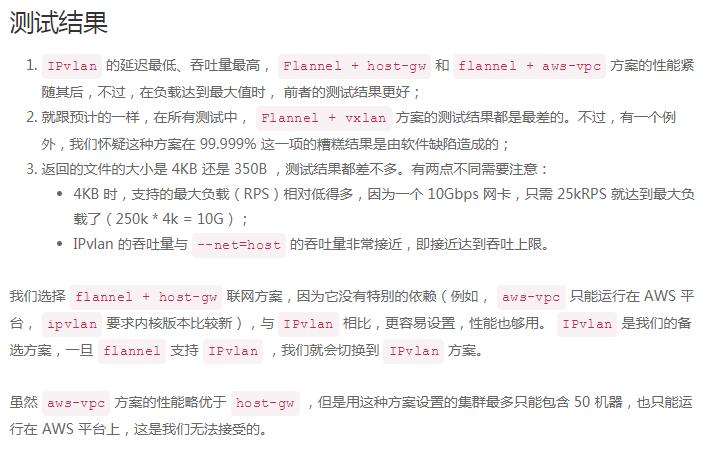 测试结果
1. IPvlan 的延迟最低、吞吐量最高， Flannel + host-gw 和 flannel + aws-vpc 方案的性能紧
随其后，不过，在负载达到最大值时， 前者的测试结果更好；
2. 就跟预计的一样，在所有测试中， Flannel + vxlan 方案的测试结果都是最差的。不过，有一个例
外，我们怀疑这种方案在 99.999% 这一项的糟糕结果是由软件缺陷造成的；
3. 返回的文件的大小是 4KB 还是 350B ，测试结果都差不多。有两点不同需要注意：
• 4KB 时，支持的最大负载（RPS）相对低得多，因为一个 10Gbps 网卡，只需 25kRPS 就达到最大负
载了（250k * 4k = 10G）；
• IPvlan 的吞吐量与 --net=host 的吞吐量非常接近，即接近达到吞吐上限。
我们选择 flannel + host-gw 联网方案，因为它没有特别的依赖（例如， aws-vpc 只能运行在 AWS 平
台， ipvlan 要求内核版本比较新），与 IPvlan 相比，更容易设置，性能也够用。 IPvlan 是我们的备
选方案，一旦 flannel 支持 IPvlan ，我们就会切换到 IPvlan 方案。
虽然 aws-vpc 方案的性能略优于 host-gw ，但是用这种方案设置的集群最多只能包含 50 机器，也只能运
行在 AWS 平台上，这是我们无法接受的。